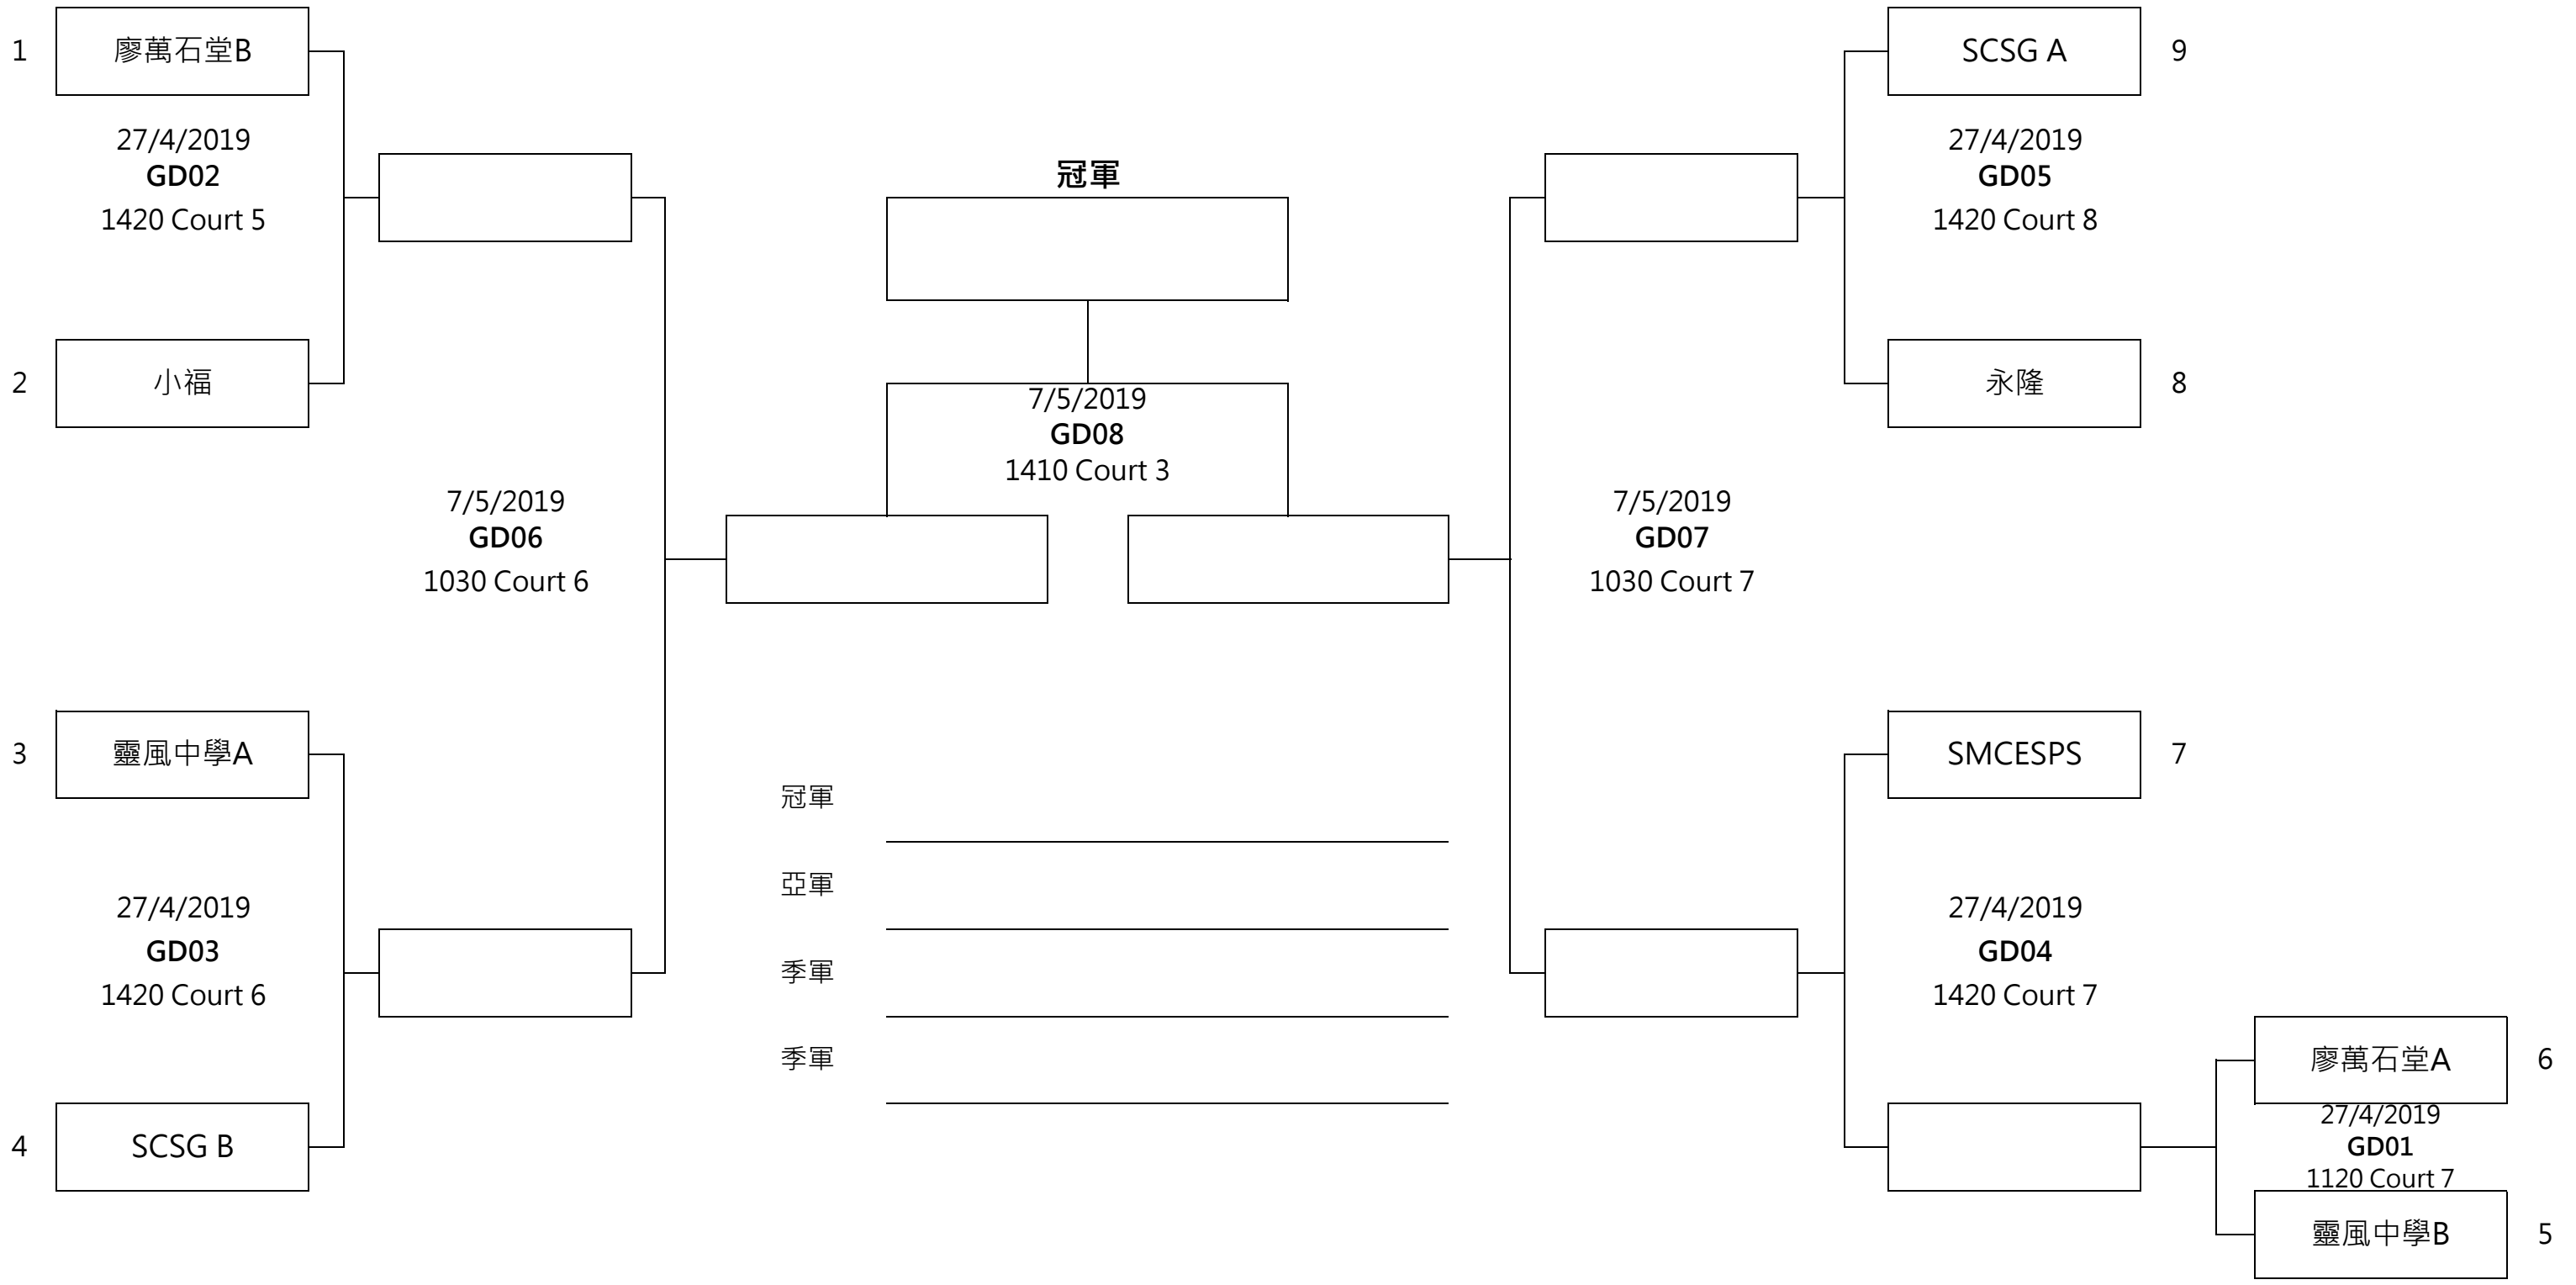 1
廖萬石堂B
27/4/2019
GD02
1420 Court 5
2
小福
7/5/2019
GD06
1030 Court 6
3
靈風中學A
27/4/2019
GD03
1420 Court 6
4
SCSG B
冠軍
7/5/2019
GD08
1410 Court 3
冠軍
亞軍
季軍
季軍
SCSG A
9
27/4/2019
GD05
1420 Court 8
永隆
8
7/5/2019
GD07
1030 Court 7
SMCESPS
7
27/4/2019
GD04
1420 Court 7
廖萬石堂A
6
27/4/2019
GD01
1120 Court 7
靈風中學B
5